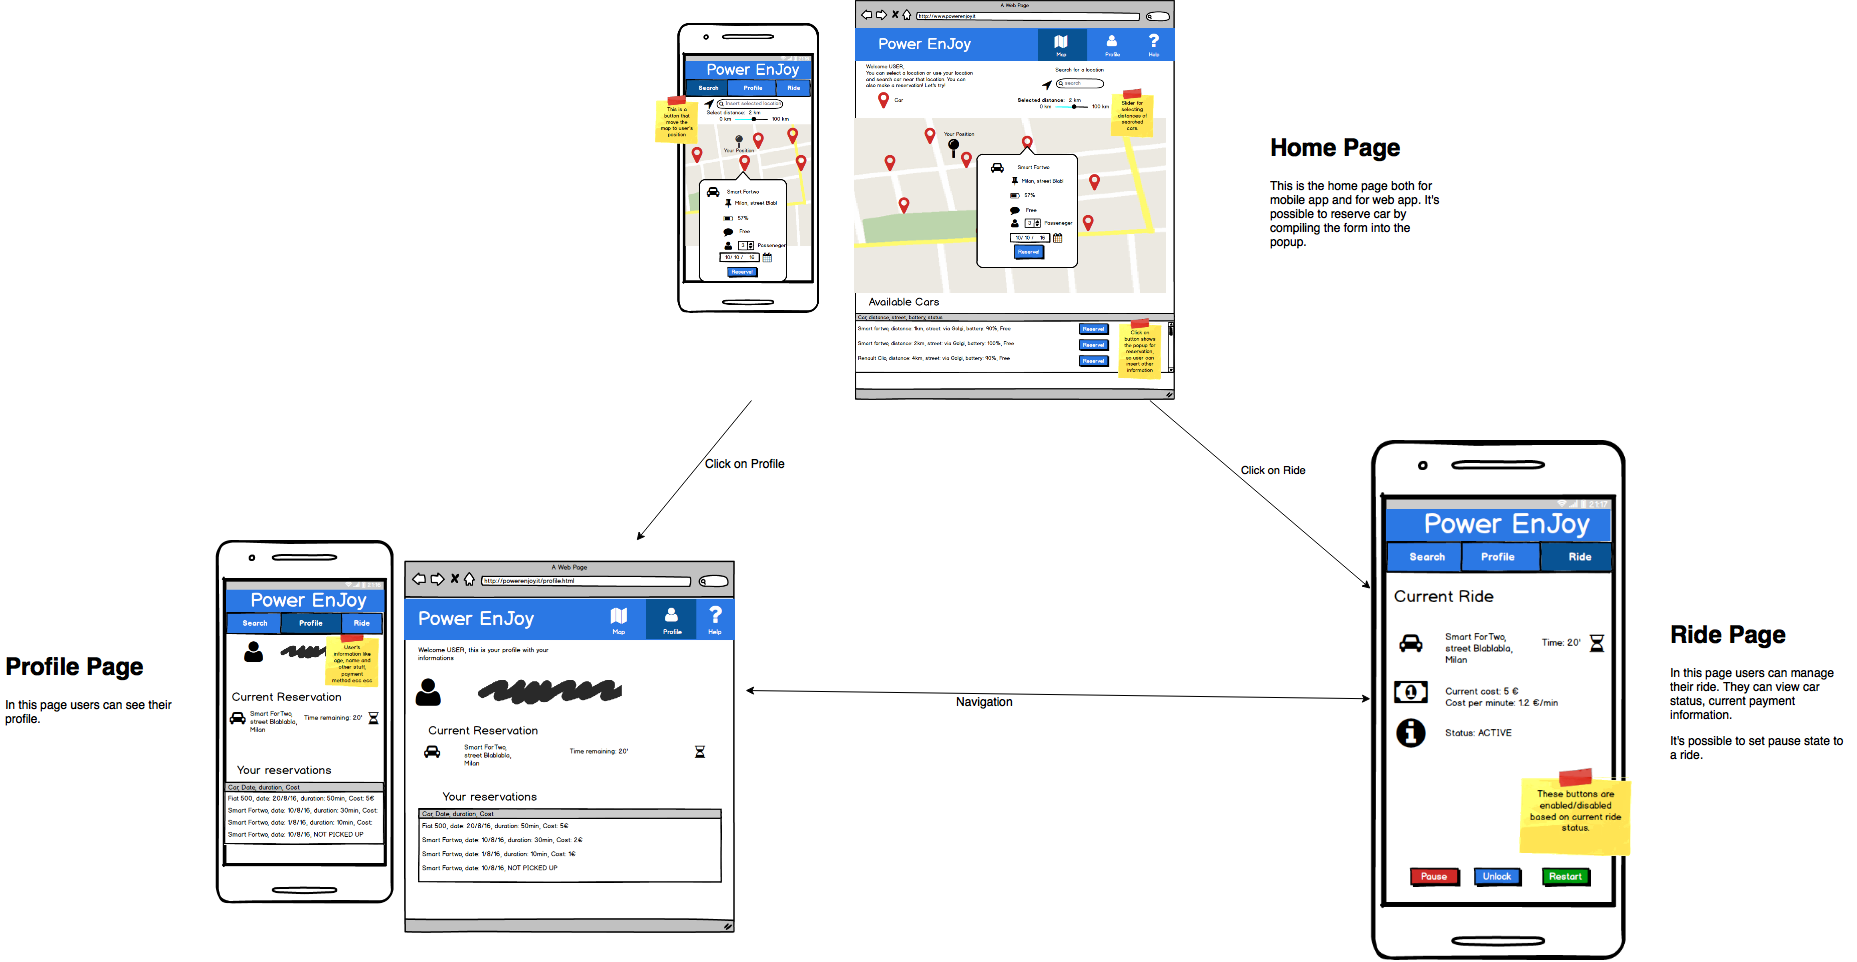 Power EnJoy
Search Profile Ride
Insert selected location
Select distance: 2 km
0 km 100 km
This is a
button that
move the
map to user's
position
Your Position
Smart Fortwo
Milan, street Blabl
57%
Free
3 Passeneger
10/ 10 / 16
Reserve!
A Web Page
http://www.powerenjoy.it
Power EnJoy
Map Profile Help
Welcome USER,
You can select a location or use your location
and search car near that location. You can
also make a reservation! Let's try!
Car
Search for a location
search
Selected distance: 2 km
0 km 100 km
Slider for
selecting
distances of
searched
cars.
Your Position
Smart Fortwo
Milan, street Blabl
57%
Free
3 Passeneger
10/ 10 / 16
Reserve!
Available Cars
Car, distance, street, battery, status
Smart fortwo, distance: 1km, street: via Golgi, battery: 90%, Free
Reserve!
Smart fortwo, distance: 2km, street: via Golgi, battery: 100%, Free
Reserve!
Renault Clio, distance: 4km, street: via Golgi, battery: 90%, Free
Reserve!
Click on
button shows
the popup for
reservation,
so user can
insert other
information
Home Page
This is the home page both for
mobile app and for web app. It's
possible to reserve car by
compiling the form into the
popup.
Click on Profile
Click on Ride
Navigation
Profile Page
In this page users can see their
profile.
Power EnJoy
Search Profile Ride
User's
information like
age, name and
other stuff,
payment
method
Current Reservation
Smart ForTwo,
street Blablabla,
Milan
Time remaining: 20'
Your reservations
Car, Date, duration, Cost
Fiat 500, date: 20/8/16, duration: 50min, Cost: 5€
Smart Fortwo, date: 10/8/16, duration: 30min, Cost:
Smart Fortwo, date: 1/8/16, duration: 10min, Cost:
Smart Fortwo, date: 10/8/16, NOT PICKED UP
A Web Page
http://powerenjoy.it/profile.html
Power EnJoy
Map Profile Help
Welcome USER, this is your profile with your
informations
Current Reservation
Smart ForTwo,
street Blablabla,
Milan
Time remaining: 20'
Your reservations
Car, Date, duration, Cost
Fiat 500, date: 20/8/16, duration: 50min, Cost: 5€
Smart Fortwo, date: 10/8/16, duration: 30min, Cost: 2€
Smart Fortwo, date: 1/8/16, duration: 10min, Cost: 1€
Smart Fortwo, date: 10/8/16, NOT PICKED UP
21:17
Power EnJoy
Search Profile Ride
Current Ride
Smart ForTwo,
street Blablabla,
Milan
Time: 20'
Current cost: 5 €
Cost per minute: 1.2 €/min
Status: ACTIVE
These buttons are
enabled/disabled
based on current ride
status.
Pause Unlock Restart
Ride Page
In this page users can manage
their ride. They can view car
status, current payment
information.
It's possible to set pause state to
a ride.